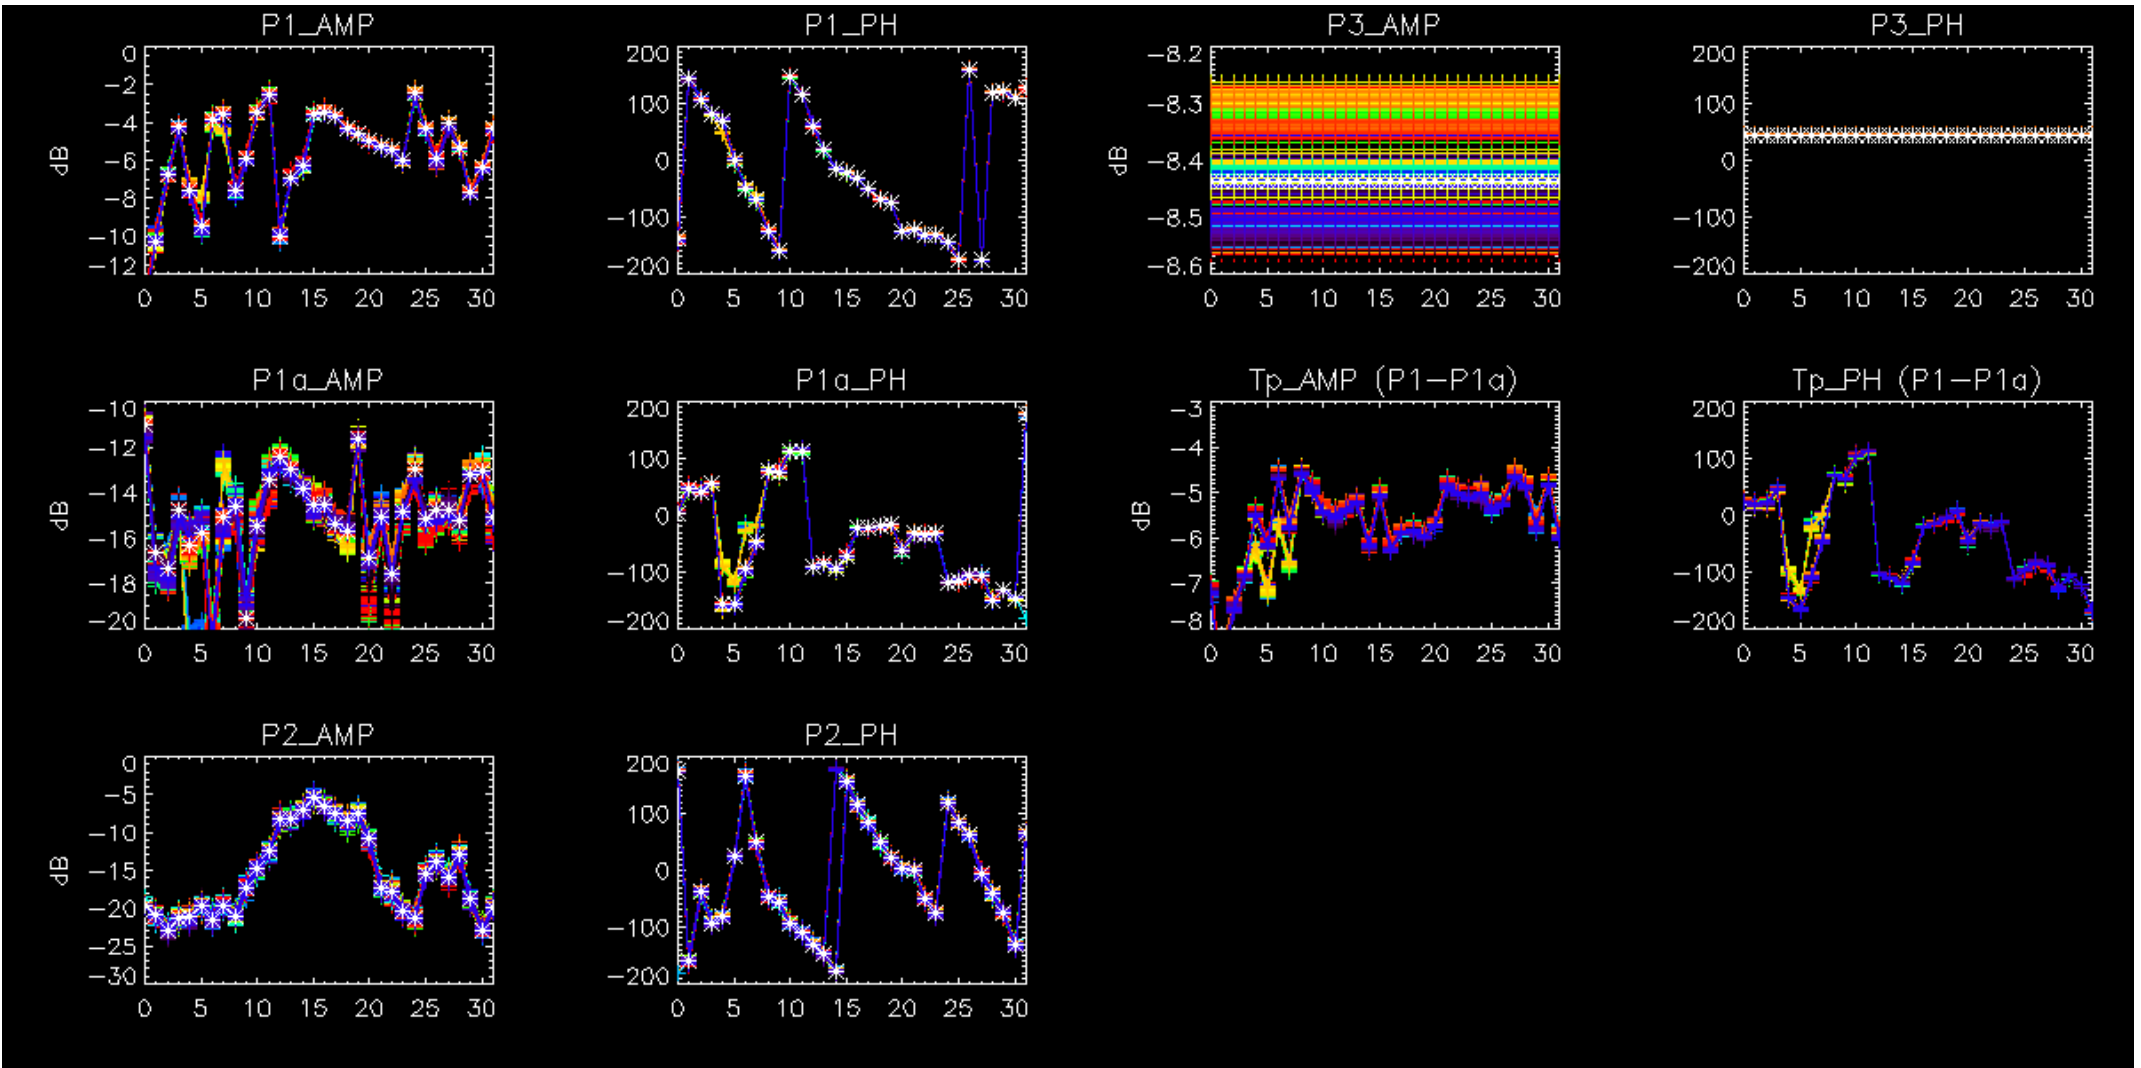 P1_AMP
dB
0
−2
−4
−6
−8
−10
−12
0 5 10 15 20 25 30
P1_PH
200
100
0
−100
−200
0 5 10 15 20 25 30
P3_AMP
dB
−8.2
−8.3
−8.4
−8.5
−8.6
0 5 10 15 20 25 30
P3_PH
200
100
0
−100
−200
0 5 10 15 20 25 30
P1a_AMP
dB
−10
−12
−14
−16
−18
−20
0 5 10 15 20 25 30
P1a_PH
200
100
0
−100
−200
0 5 10 15 20 25 30
Tp_AMP (P1−P1a)
dB
−3
−4
−5
−6
−7
−8
0 5 10 15 20 25 30
Tp_PH (P1−P1a)
200
100
0
−100
−200
0 5 10 15 20 25 30
P2_AMP
dB
0
−5
−10
−15
−20
−25
−30
0 5 10 15 20 25 30
P2_PH
200
100
0
−100
−200
0 5 10 15 20 25 30